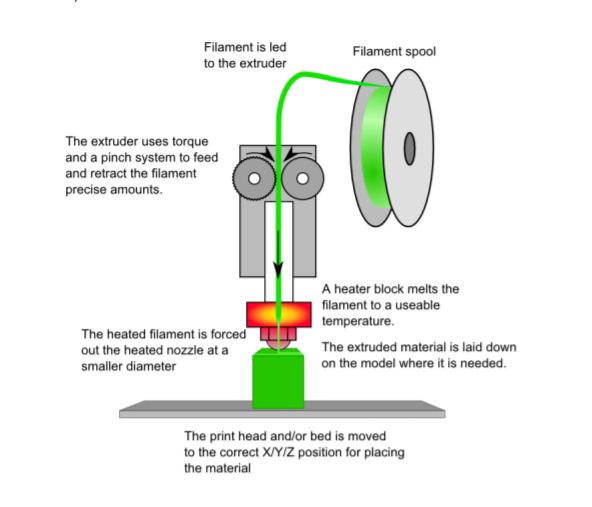 Filament is led
to the extruder
Filament spool
The extruder uses torque
and a pinch system to feed
and retract the filament
precise amounts.
A heater block melts the
filament to a useable
temperature.
The heated filament is forced
out the heated nozzle at a
smaller diameter
The extruded material is laid down
on the model where it is needed.
The print head and/or bed is moved
to the correct X/Y/Z position for placing
the material